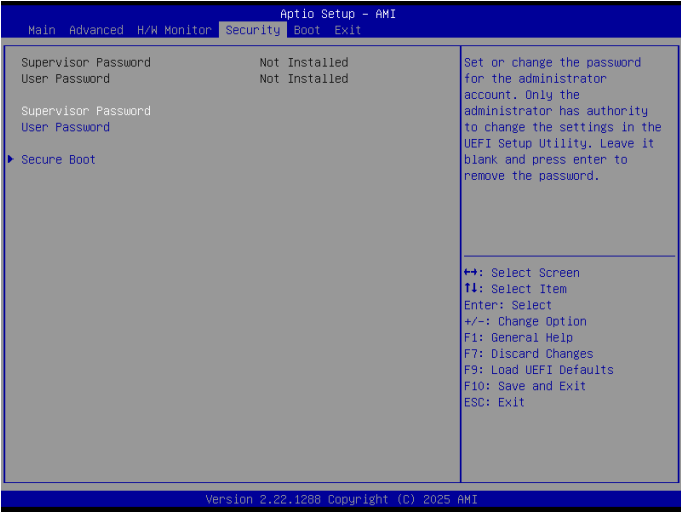 Aptio Setup - AMI
Main Advanced H/W Monitor Security Boot Exit
Supervisor Password Not Installed
User Password Not Installed
Supervisor Password
User Password
Secure Boot
Set or change the password
for the administrator
account. Only the
administrator has authority
to change the settings in the
UEFI Setup Utility. Leave it
blank and press enter to
remove the password.
↔: Select Screen
↑↓: Select Item
Enter: Select
+/-: Change Option
F1: General Help
F7: Discard Changes
F9: Load UEFI Defaults
F10: Save and Exit
ESC: Exit
Version 2.22.1288 Copyright (C) 2025 AMI